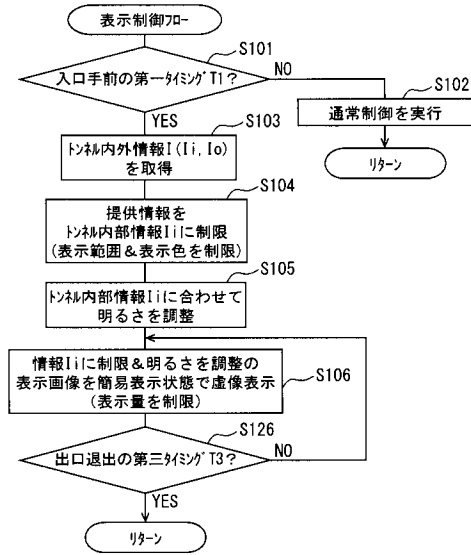 表示制御ﾌﾛｰ
S101
入口手前の第一ﾀｲﾐﾝｸﾞT1？
NO
S102
YES
S103
通常制御を実行
ﾄﾝﾈﾙ内外情報I(Ii, Io)
を取得
ﾘﾀｰﾝ
S104
提供情報を
ﾄﾝﾈﾙ内部情報Iiに制限
(表示範囲＆表示色を制限)
S105
ﾄﾝﾈﾙ内部情報Iiに合わせて
明るさを調整
情報Iiに制限＆明るさを調整の
表示画像を簡易表示状態で虚像表示
(表示量を制限)
S106
S126
出口退出の第三ﾀｲﾐﾝｸﾞT3？
NO
YES
ﾘﾀｰﾝ